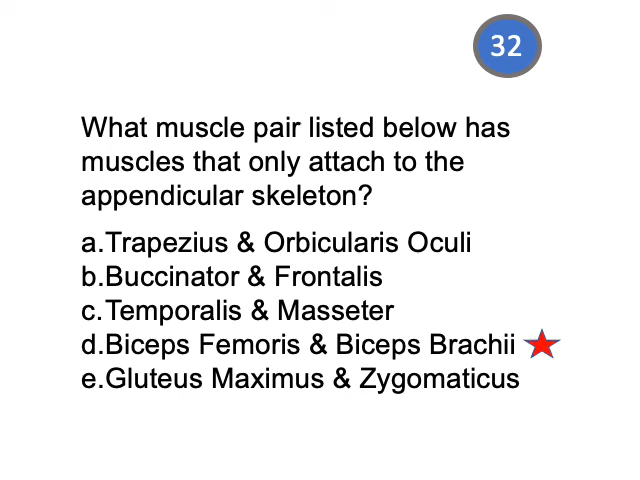 32
What muscle pair listed below has
muscles that only attach to the
appendicular skeleton?
a.Trapezius & Orbicularis Oculi
b.Buccinator & Frontalis
c.Temporalis & Masseter
d.Biceps Femoris & Biceps Brachii
e.Gluteus Maximus & Zygomaticus